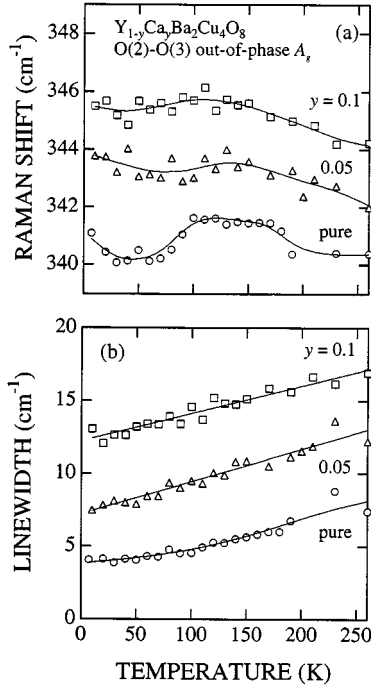 348
Y₁₋yCayBa₂Cu₄O₈
(a)
O(2)-O(3) out-of-phase Ag
346
y = 0.1
344
0.05
342
pure
340
RAMAN SHIFT (cm⁻¹)
20
(b)
y = 0.1
15
10
0.05
5
pure
0
LINEWIDTH (cm⁻¹)
0 50 100 150 200 250
TEMPERATURE (K)